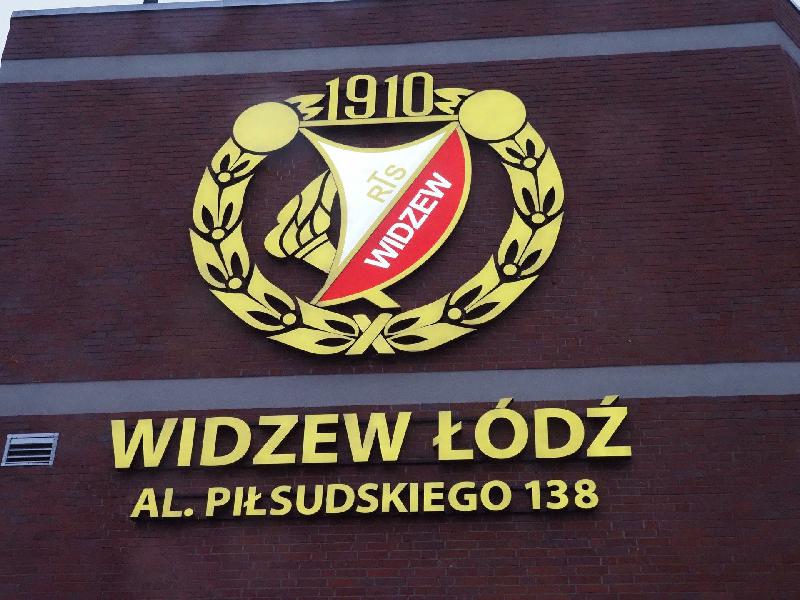 1910
RTS
WIDZEW
WIDZEW ŁÓDŹ
AL. PIŁSUDSKIEGO 138